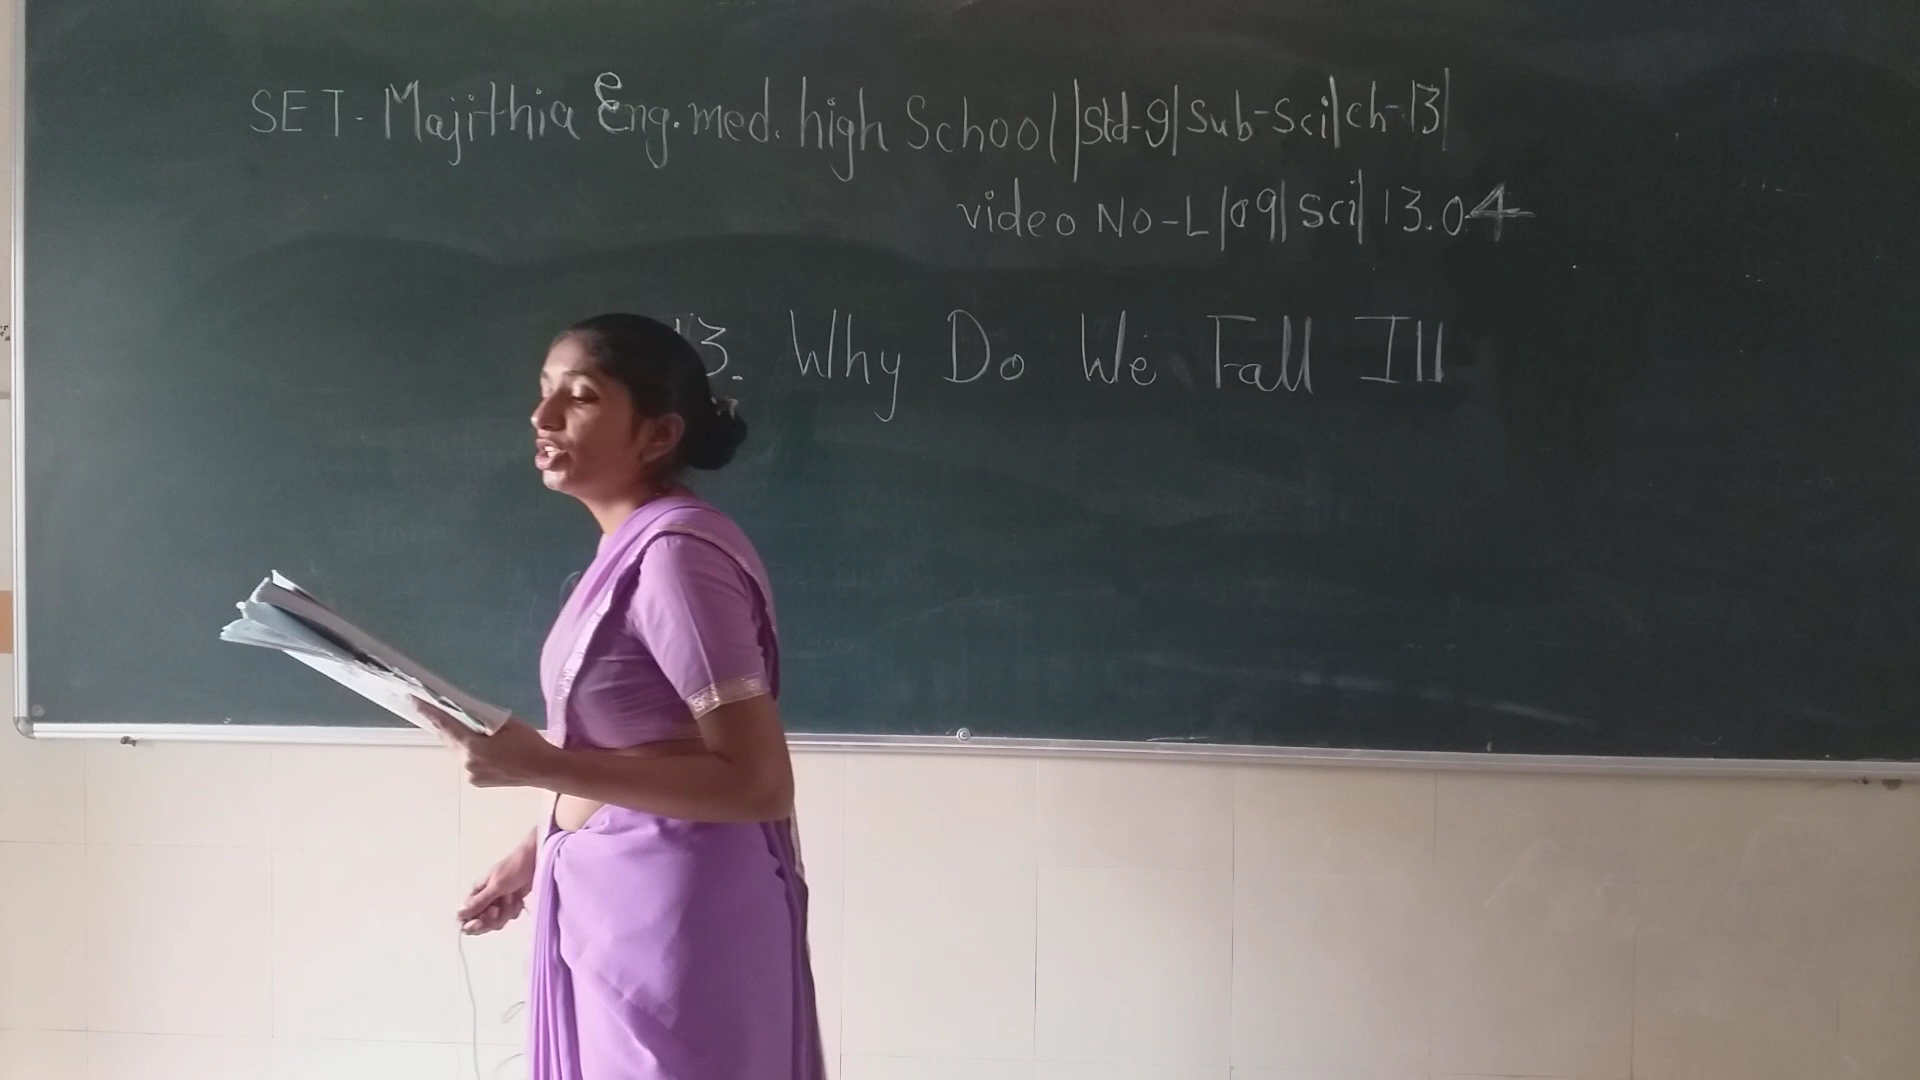 SET. Majithia Eng. med. high School |Std-9| Sub-Sci| ch-13|
video No-L |09| Sci| 13.04
13. Why Do We Fall Ill